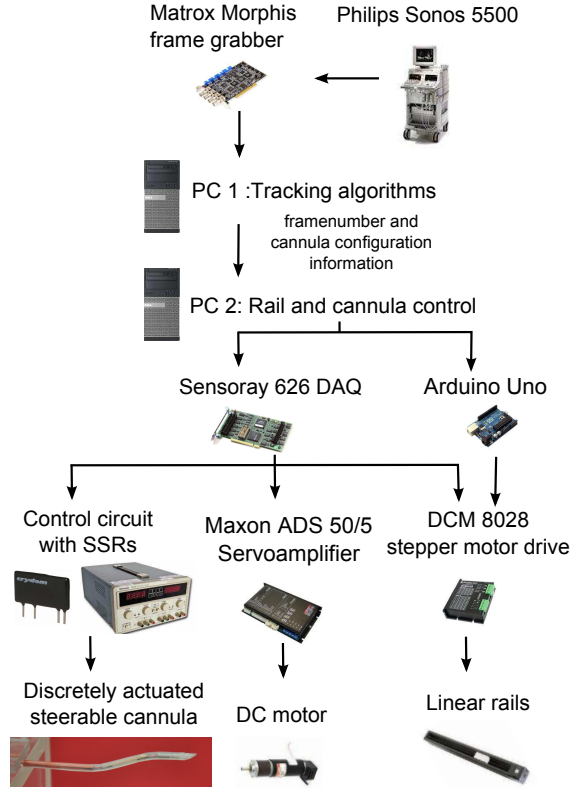 Matrox Morphis
frame grabber
Philips Sonos 5500
PC 1 :Tracking algorithms
framenumber and
cannula configuration
information
PC 2: Rail and cannula control
Sensoray 626 DAQ
Arduino Uno
Control circuit
with SSRs
Maxon ADS 50/5
Servoamplifier
DCM 8028
stepper motor drive
crydom
Discretely actuated
steerable cannula
DC motor
Linear rails